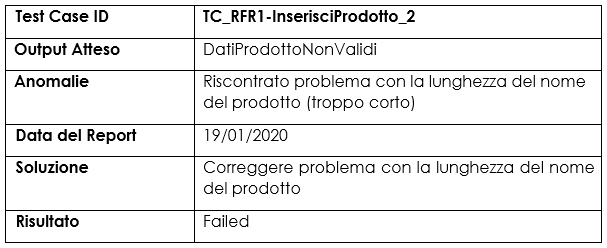 Test Case ID TC_RFR1-InserisciProdotto_2
Output Atteso DatiProdottoNonValidi
Anomalie Riscontrato problema con la lunghezza del nome
del prodotto (troppo corto)
Data del Report 19/01/2020
Soluzione Correggere problema con la lunghezza del nome
del prodotto
Risultato Failed